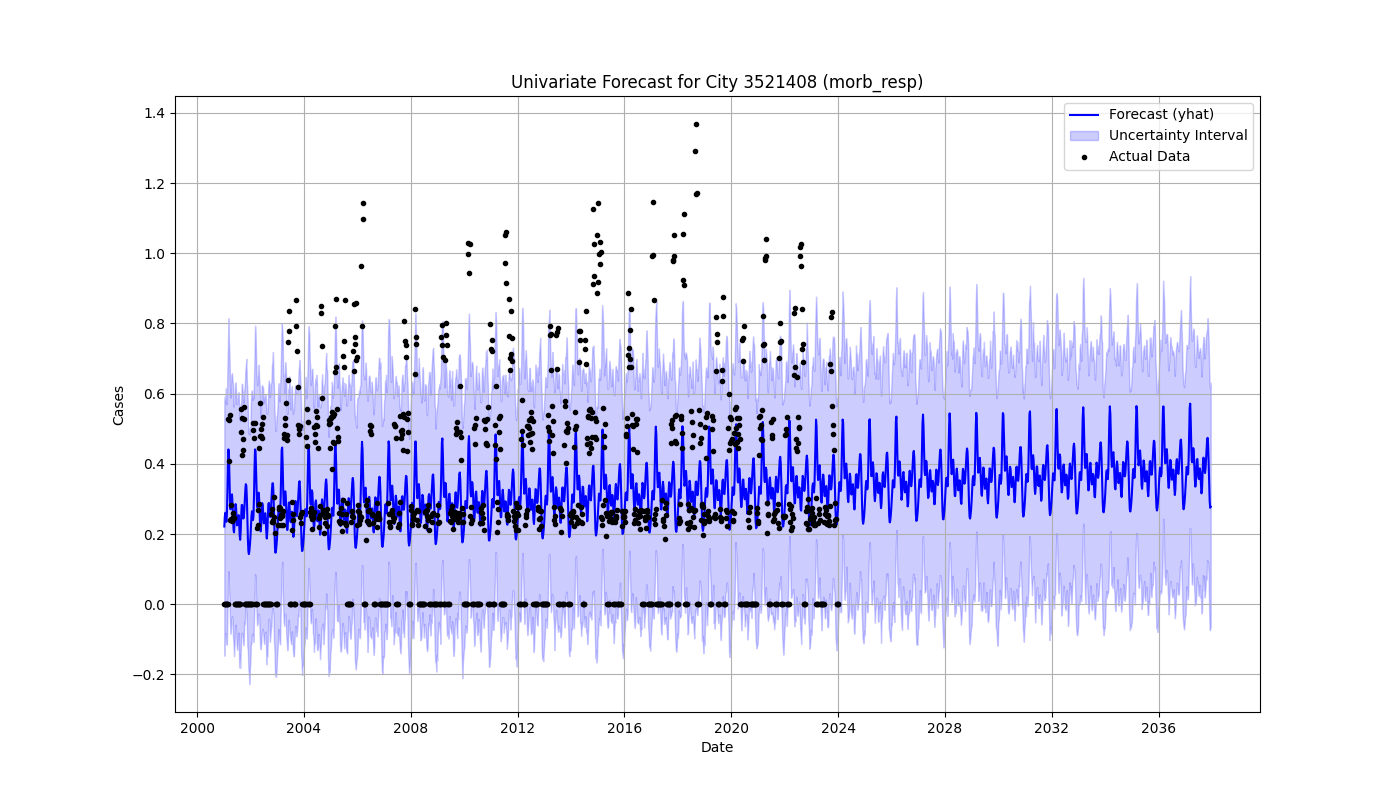 Univariate Forecast for City 3521408 (morb_resp)
Forecast (yhat)
Uncertainty Interval
Actual Data
Cases
1.4
1.2
1.0
0.8
0.6
0.4
0.2
0.0
−0.2
2000 2004 2008 2012 2016 2020 2024 2028 2032 2036
Date